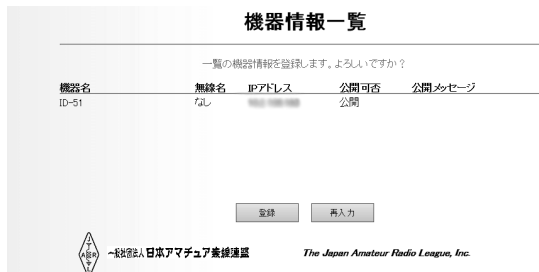 機器情報一覧
一覧の機器情報を登録します。よろしいですか？
機器名 無線名 IPアドレス 公開可否 公開メッセージ
ID-51 なし 公開
登録 再入力
JARL
一般社団法人日本アマチュア無線連盟 The Japan Amateur Radio League, Inc.